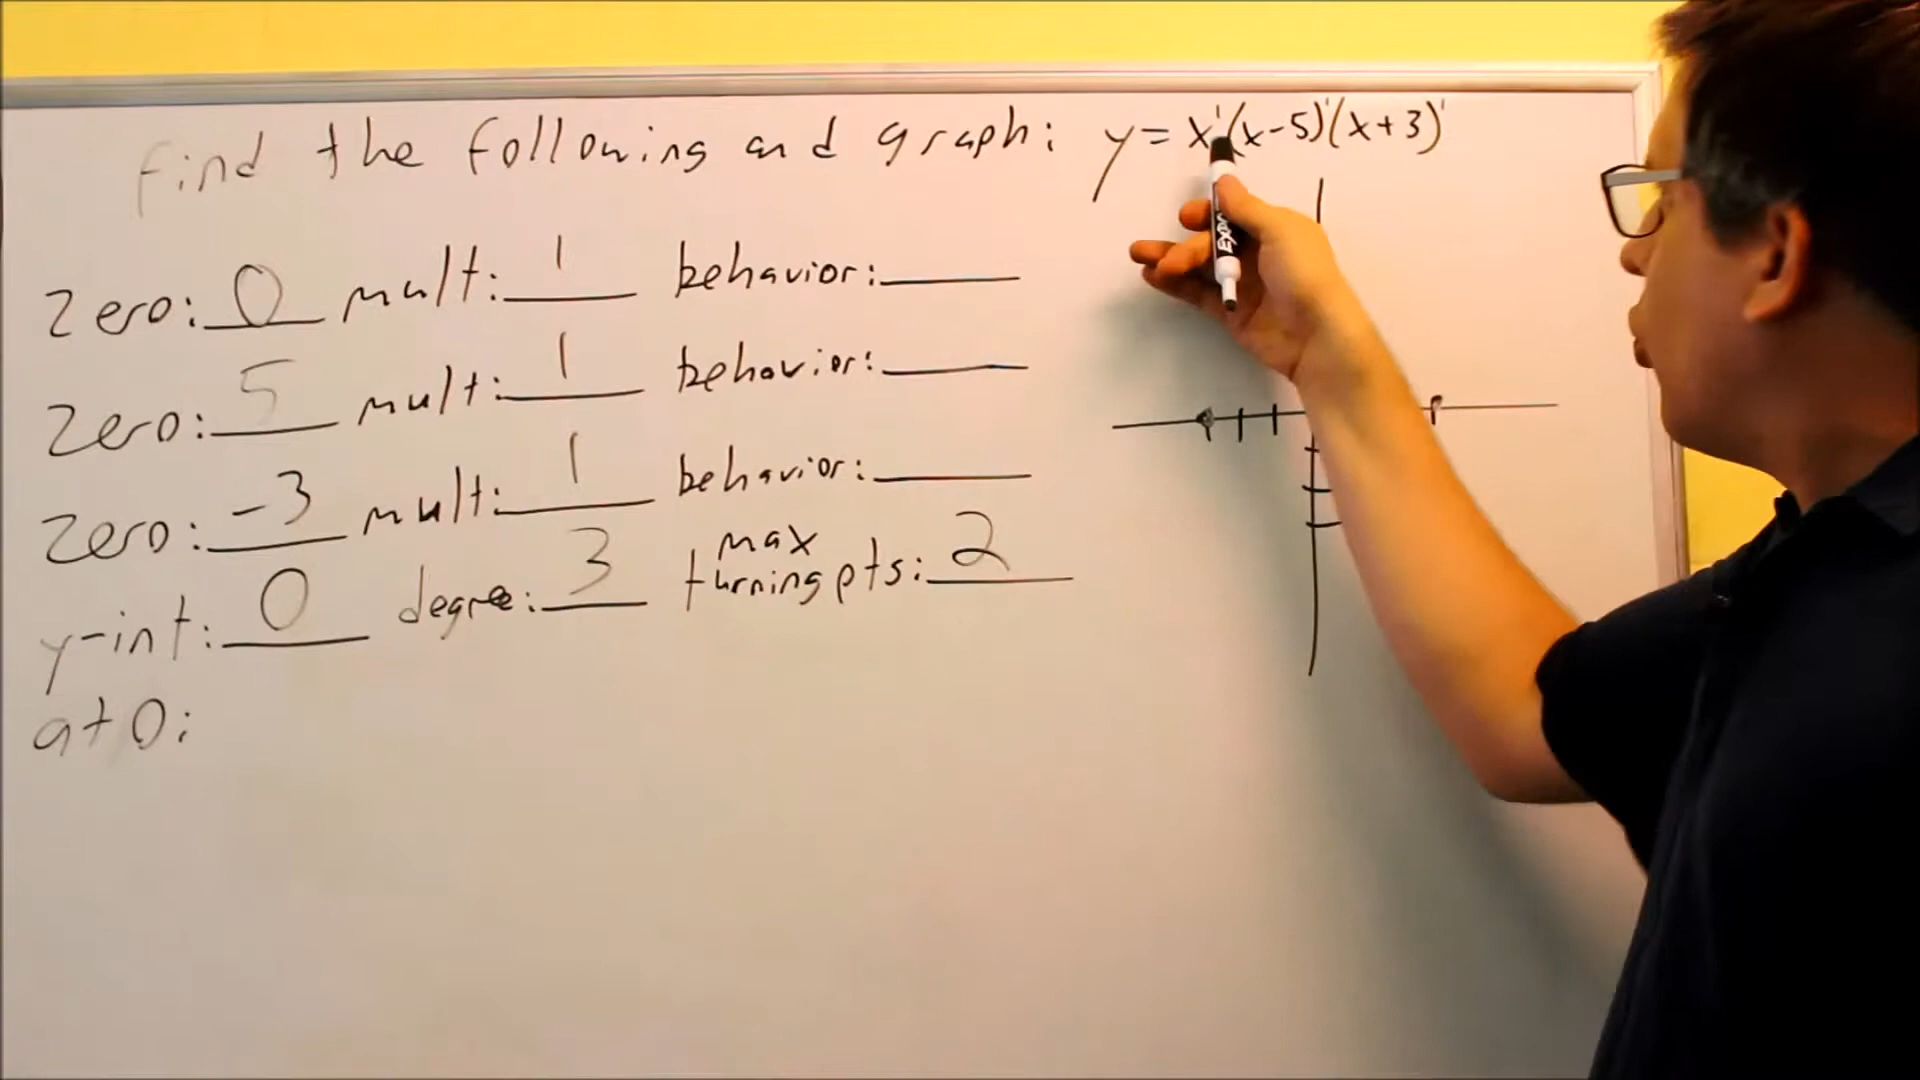 find the following and graph: y = x¹(x-5)¹(x+3)¹
zero: 0 mult: 1 behavior:
zero: 5 mult: 1 behavior:
zero: -3 mult: 1 behavior:
y-int: 0 degree: 3 max turning pts: 2
at 0: